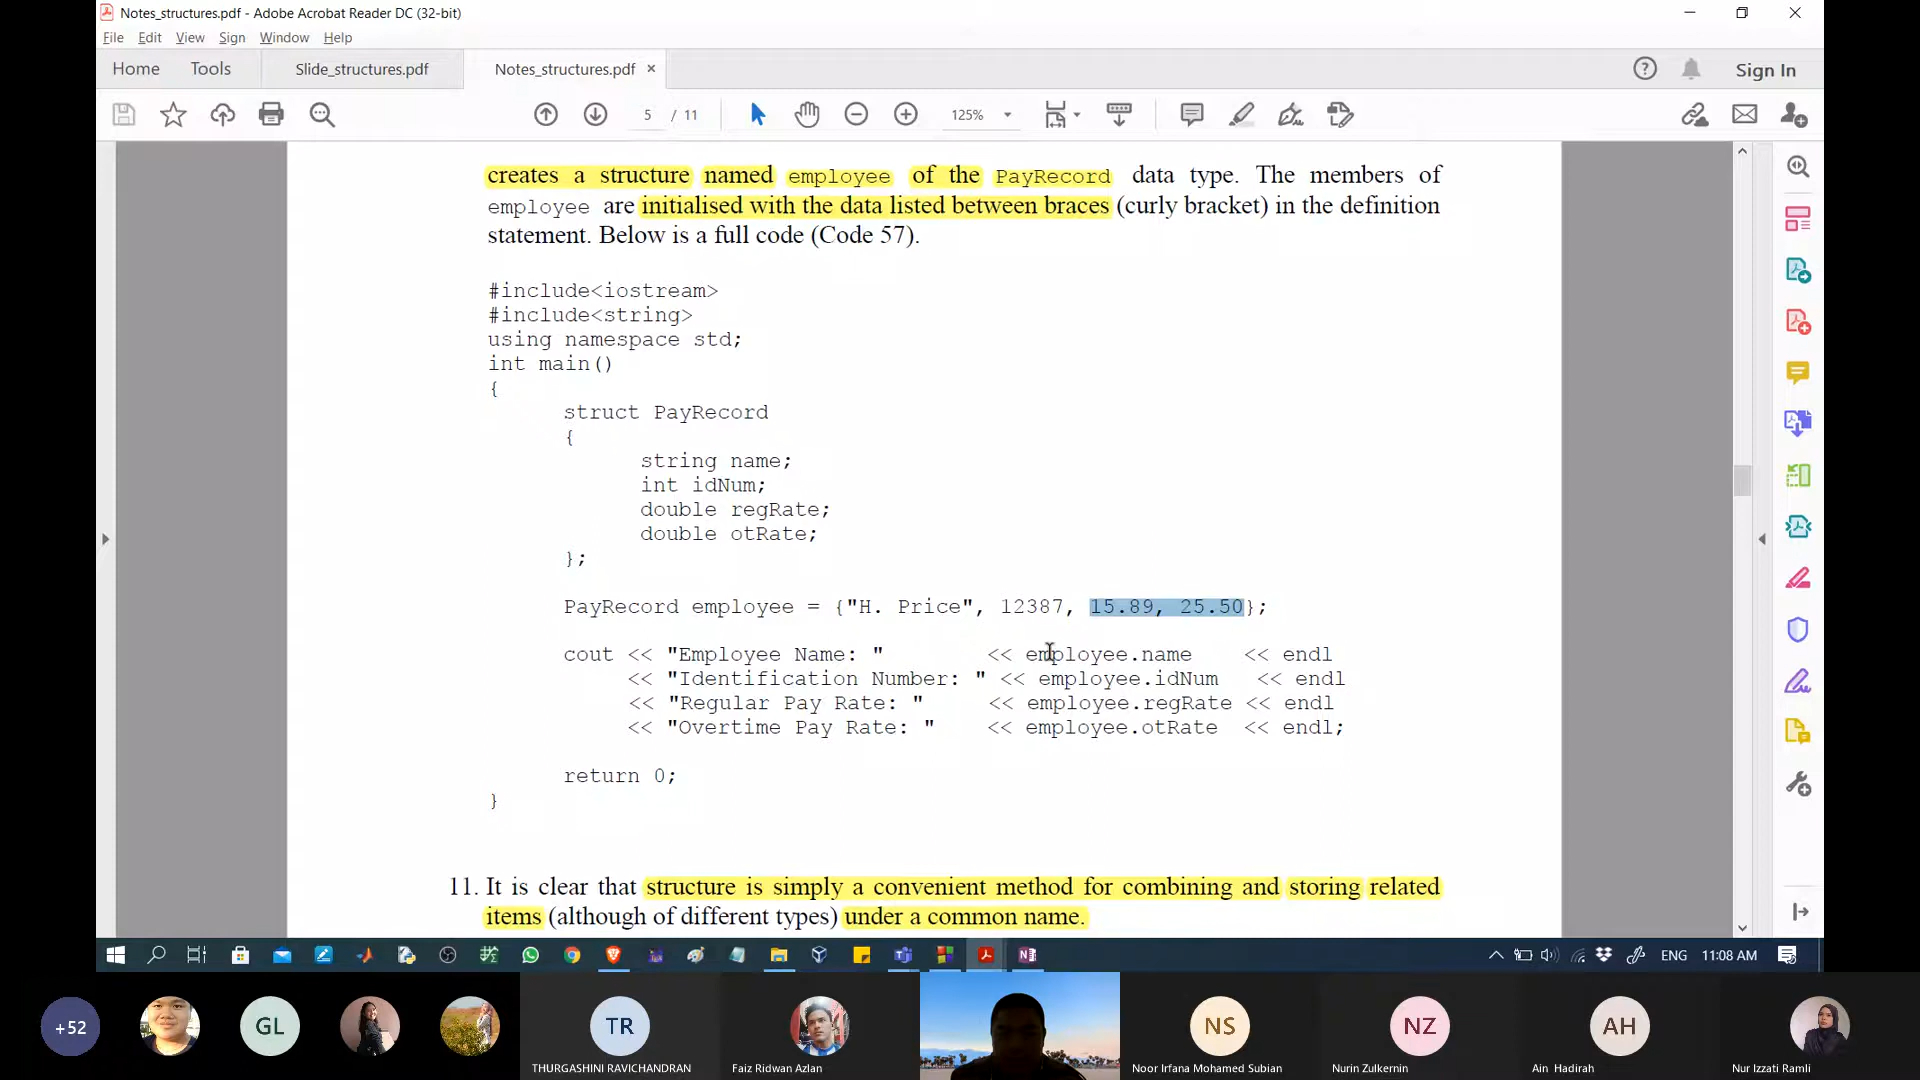 Notes_structures.pdf - Adobe Acrobat Reader DC (32-bit)
File Edit View Sign Window Help
Home Tools Slide_structures.pdf Notes_structures.pdf × Sign In
5 / 11 125%
creates a structure named employee of the PayRecord data type. The members of
employee are initialised with the data listed between braces (curly bracket) in the definition
statement. Below is a full code (Code 57).
#include<iostream>
#include<string>
using namespace std;
int main()
{
struct PayRecord
{
string name;
int idNum;
double regRate;
double otRate;
};
PayRecord employee = {"H. Price", 12387, 15.89, 25.50};
cout << "Employee Name: " << employee.name << endl
<< "Identification Number: " << employee.idNum << endl
<< "Regular Pay Rate: " << employee.regRate << endl
<< "Overtime Pay Rate: " << employee.otRate << endl;
return 0;
}
11. It is clear that structure is simply a convenient method for combining and storing related
items (although of different types) under a common name.
ENG 11:08 AM
+52 GL TR NS NZ AH
THURGASHINI RAVICHANDRAN Faiz Ridwan Azlan Noor Irfana Mohamed Subian Nurin Zulkernin Ain Hadirah Nur Izzati Ramli